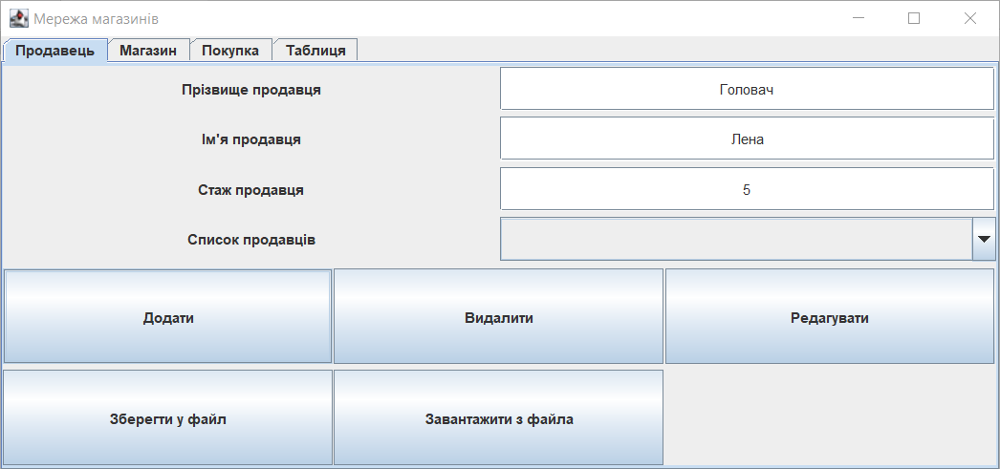 Мережа магазинів
Продавець Магазин Покупка Таблиця
Прізвище продавця Головач
Ім'я продавця Лена
Стаж продавця 5
Список продавців
Додати Видалити Редагувати
Зберегти у файл Завантажити з файла